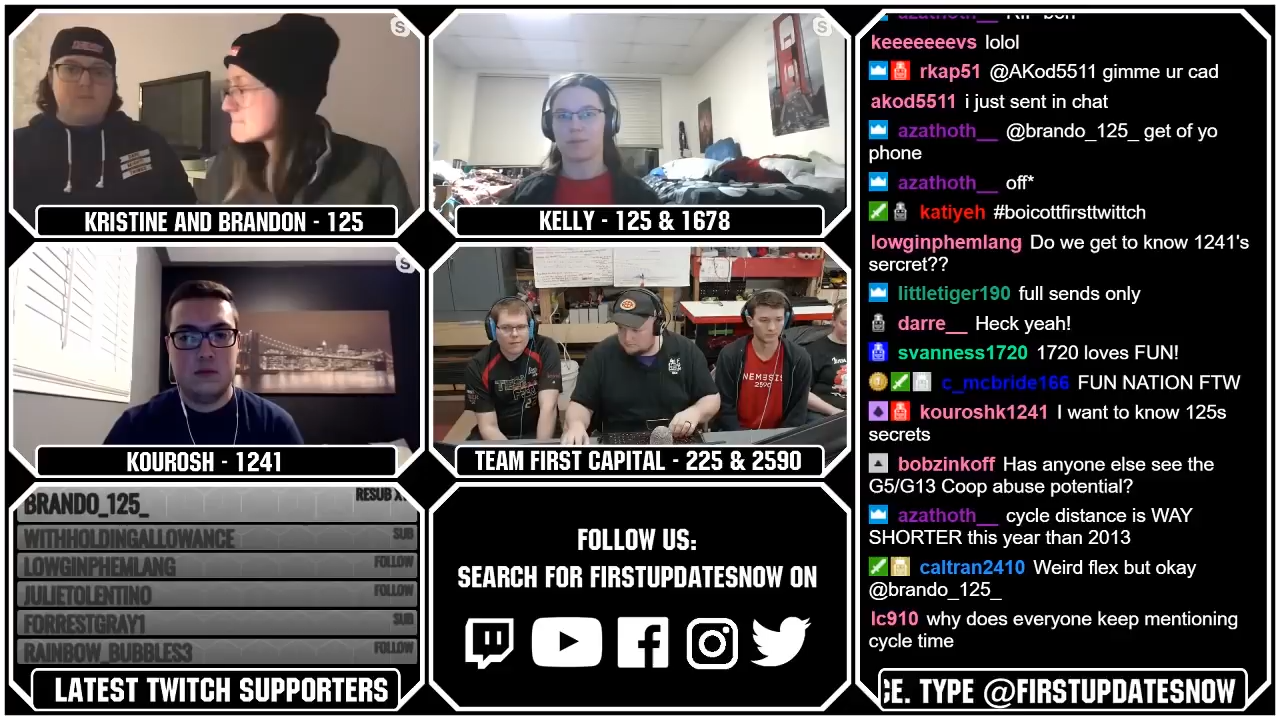 KRISTINE AND BRANDON - 125
KELLY - 125 & 1678
KOUROSH - 1241
NEMESIS
2590
TEAM FIRST CAPITAL - 225 & 2590
BRANDO_125_ RESUB
WITHHOLDINGALLOWANCE SUB
LOWGINPHEMLANG FOLLOW
JULIETOLENTINO FOLLOW
FORRESTGRAY1 SUB
RAINBOW_BUBBLES3 FOLLOW
LATEST TWITCH SUPPORTERS
FOLLOW US:
SEARCH FOR FIRSTUPDATESNOW ON
azathoth__
keeeeeeevs lolol
rkap51 @AKod5511 gimme ur cad
akod5511 i just sent in chat
azathoth__ @brando_125_ get of yo
phone
azathoth__ off*
katiyeh #boicottfirsttwittch
lowginphemlang Do we get to know 1241's
sercret??
littletiger190 full sends only
darre__ Heck yeah!
svanness1720 1720 loves FUN!
c_mcbride166 FUN NATION FTW
kouroshk1241 I want to know 125s
secrets
bobzinkoff Has anyone else see the
G5/G13 Coop abuse potential?
azathoth__ cycle distance is WAY
SHORTER this year than 2013
caltran2410 Weird flex but okay
@brando_125_
lc910 why does everyone keep mentioning
cycle time
TYPE @FIRSTUPDATESNOW